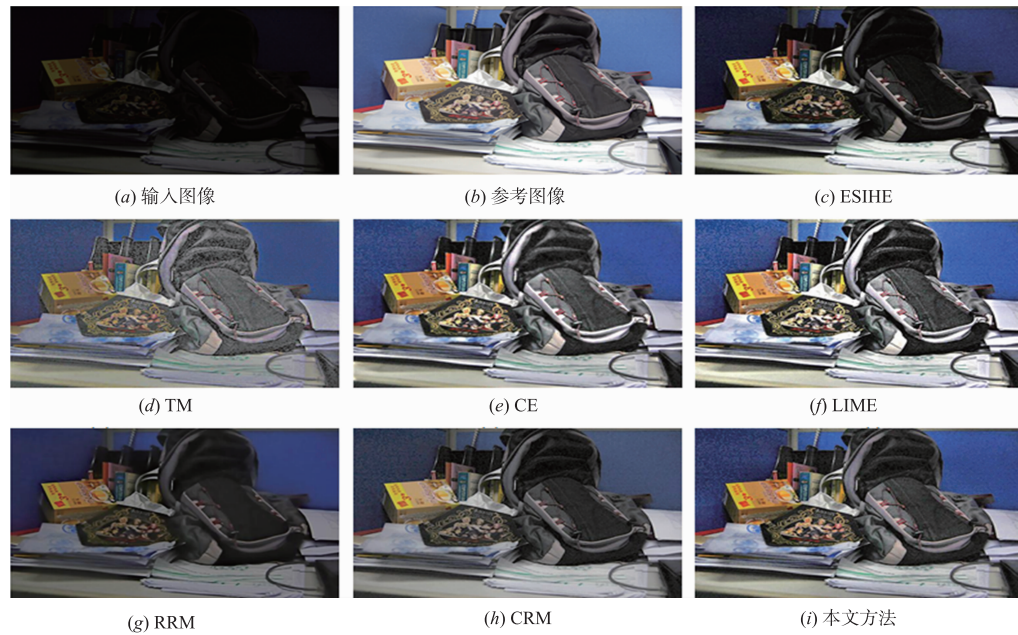 (a) 输入图像
(b) 参考图像
(c) ESIHE
(d) TM
(e) CE
(f) LIME
(g) RRM
(h) CRM
(i) 本文方法